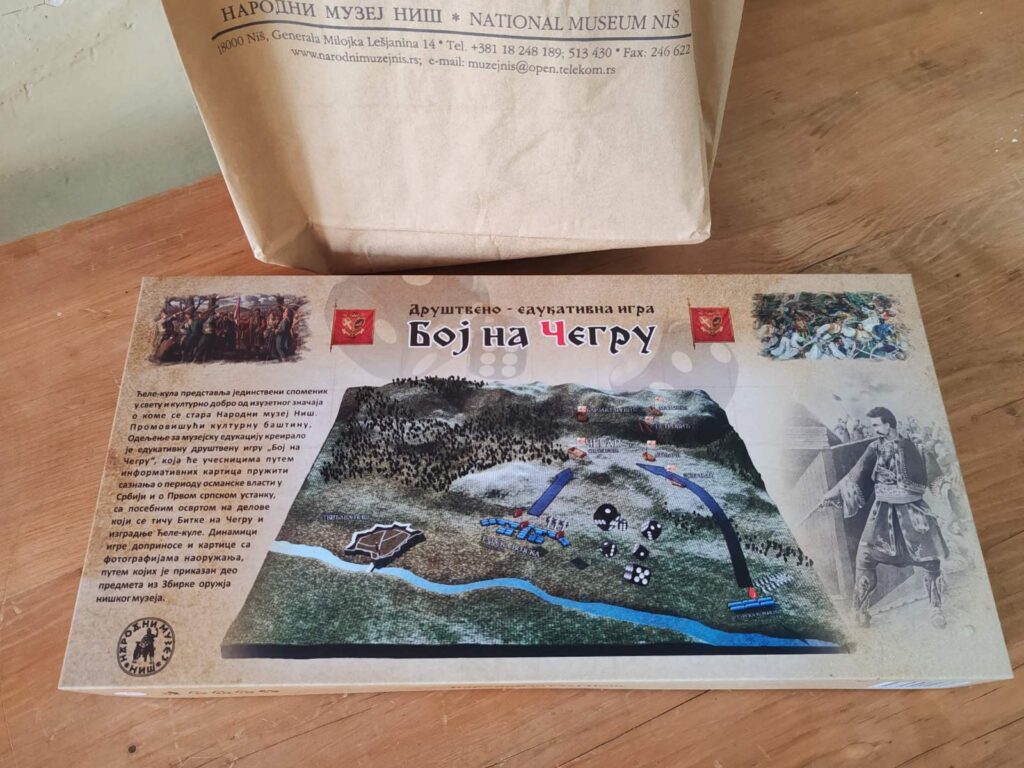 НАРОДНИ МУЗЕЈ НИШ * NATIONAL MUSEUM NIŠ
18000 Niš, Generala Milojka Lešjanina 14 * Tel. +381 18 248 189; 513 430 * Fax: 246 622
www.narodnimuzejnis.rs; e-mail: muzejnis@open.telekom.rs
Друштвено - едукативна игра
Бој на Чегру
Ћеле-кула представља јединствени споменик
у свету и културно добро од изузетног значаја
о коме се стара Народни музеј Ниш.
Промовишући културну баштину,
Одељење за музејску едукацију креирало
је едукативну друштвену игру „Бој на
Чегру“, која ће учесницима путем
информативних картица пружити
сазнања о периоду османске власти у
Србији и о Првом српском устанку,
са посебним освртом на делове
који се тичу Битке на Чегру и
изградње Ћеле-куле. Динамици
игре доприносе и картице са
фотографијама наоружања,
путем којих је приказан део
предмета из Збирке оружја
нишког музеја.
НАРОДНИ МУЗЕЈ
НИШ